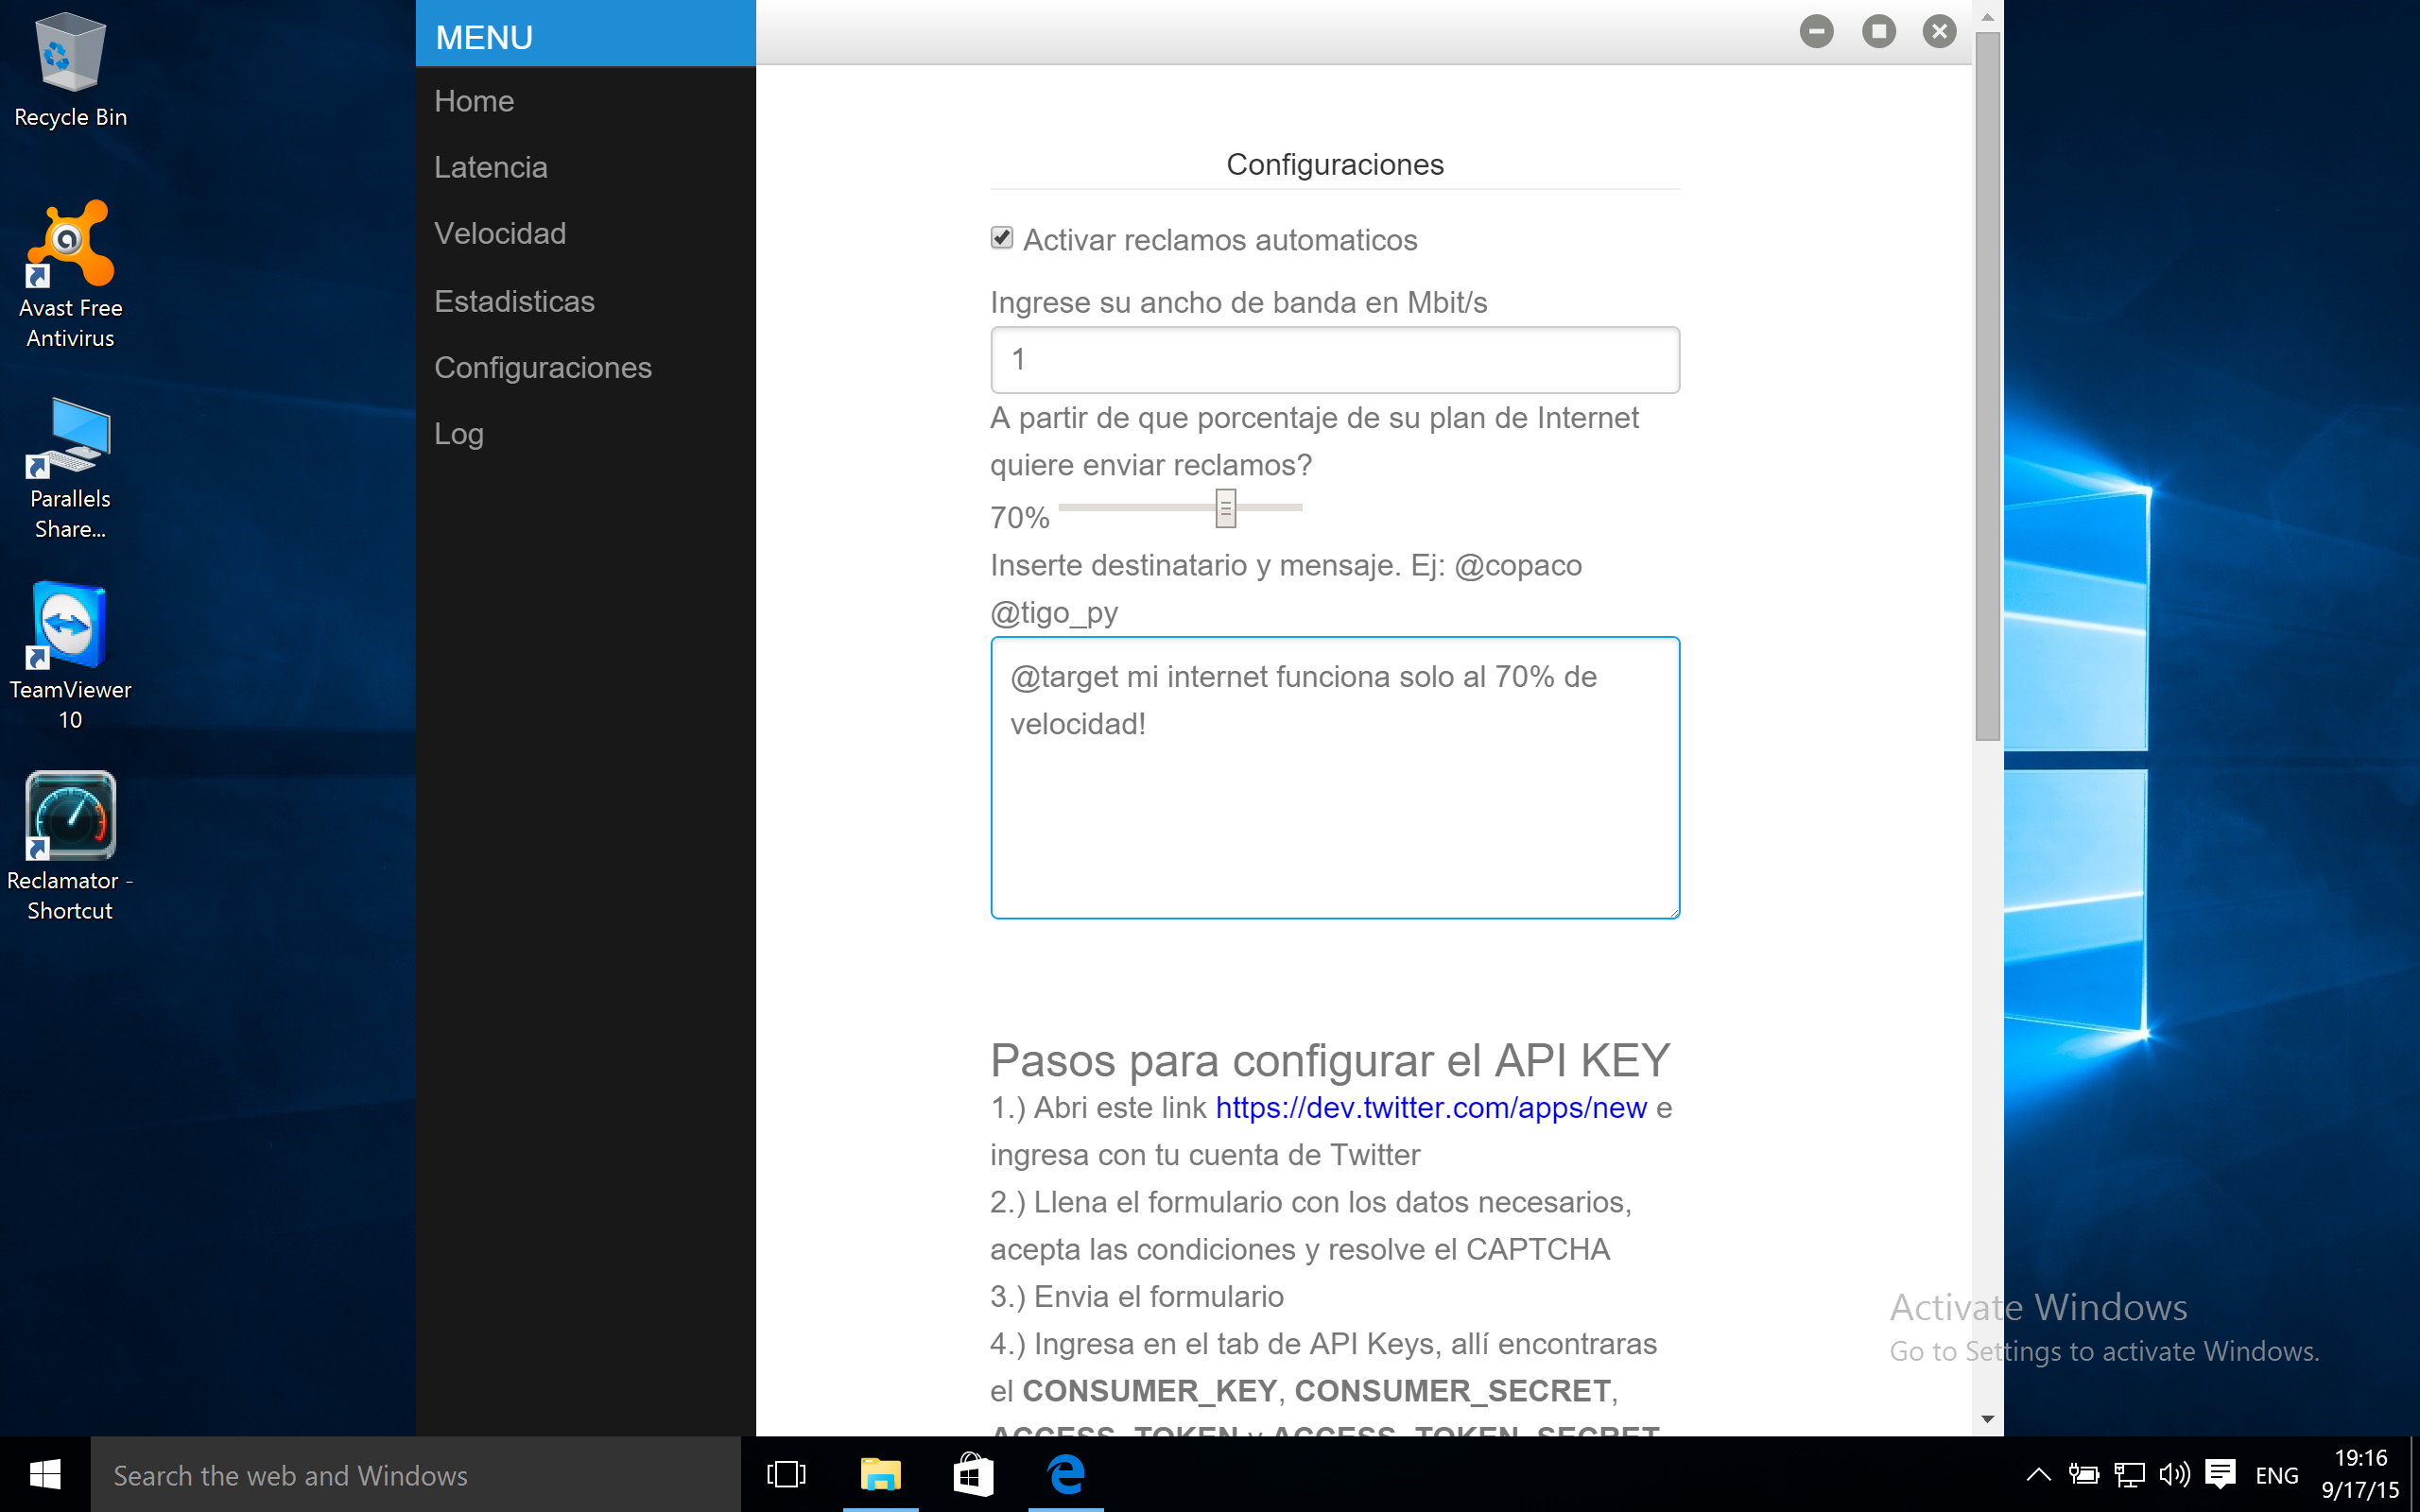 Recycle Bin
Avast Free
Antivirus
Parallels
Share...
TeamViewer
10
Reclamator -
Shortcut
MENU
Home
Latencia
Velocidad
Estadisticas
Configuraciones
Log
Configuraciones
Activar reclamos automaticos
Ingrese su ancho de banda en Mbit/s
1
A partir de que porcentaje de su plan de Internet
quiere enviar reclamos?
70%
Inserte destinatario y mensaje. Ej: @copaco
@tigo_py
@target mi internet funciona solo al 70% de
velocidad!
Pasos para configurar el API KEY
1.) Abri este link https://dev.twitter.com/apps/new e
ingresa con tu cuenta de Twitter
2.) Llena el formulario con los datos necesarios,
acepta las condiciones y resolve el CAPTCHA
3.) Envia el formulario
4.) Ingresa en el tab de API Keys, allí encontraras
el CONSUMER_KEY, CONSUMER_SECRET,
ACCESS_TOKEN y ACCESS_TOKEN_SECRET
Activate Windows
Go to Settings to activate Windows.
Search the web and Windows
ENG
19:16
9/17/15